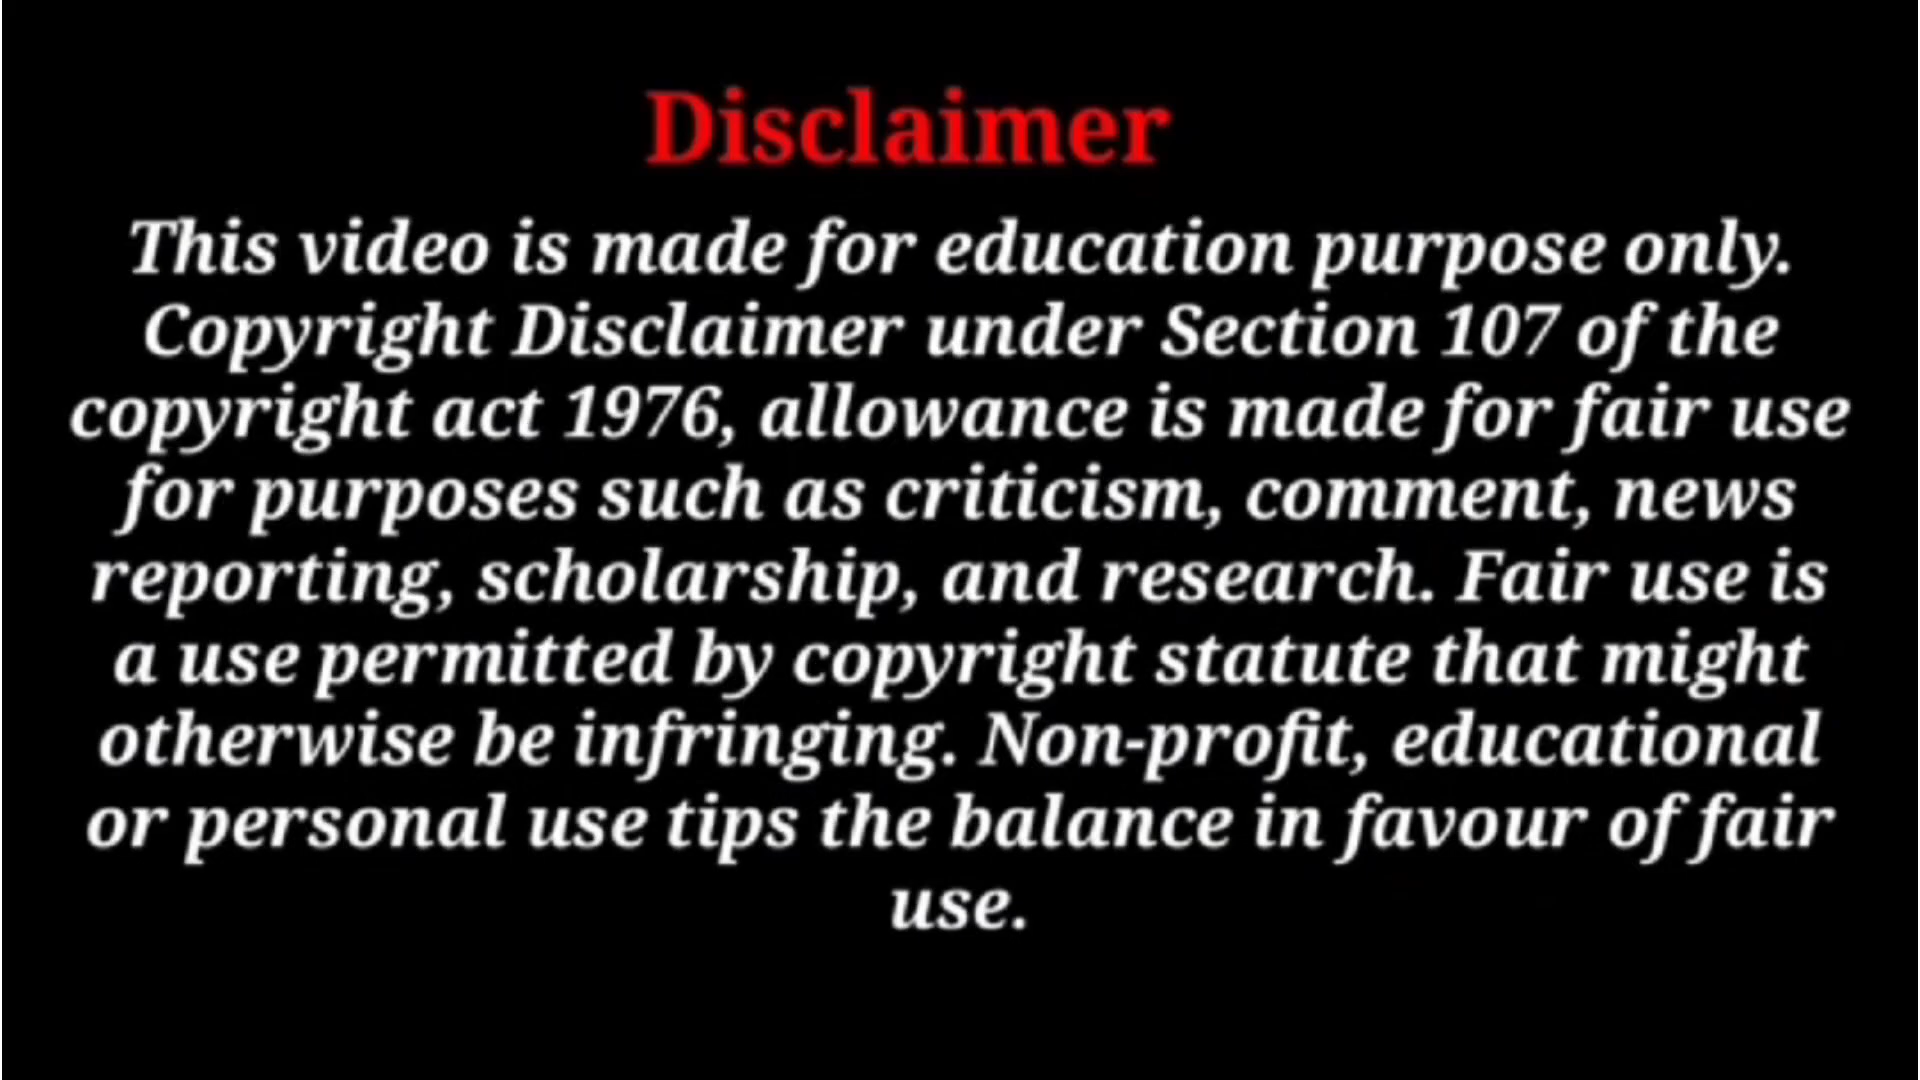 Disclaimer
This video is made for education purpose only.
Copyright Disclaimer under Section 107 of the
copyright act 1976, allowance is made for fair use
for purposes such as criticism, comment, news
reporting, scholarship, and research. Fair use is
a use permitted by copyright statute that might
otherwise be infringing. Non-profit, educational
or personal use tips the balance in favour of fair
use.